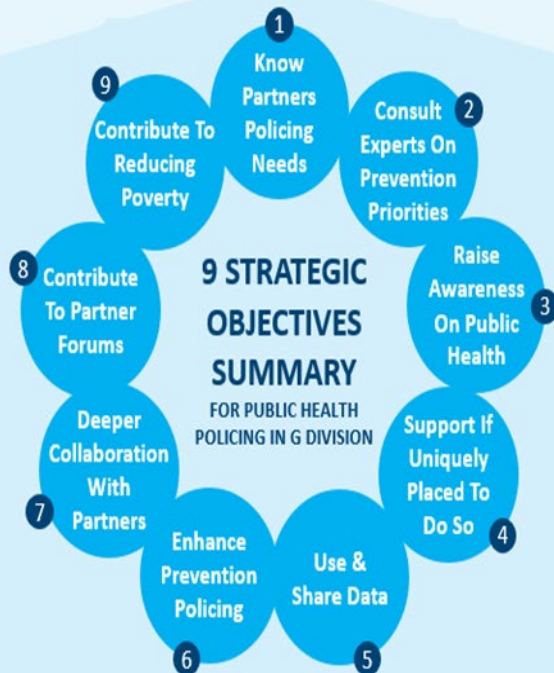 1
Know
Partners
Policing
Needs
2
Consult
Experts On
Prevention
Priorities
3
Raise
Awareness
On Public
Health
4
Support If
Uniquely
Placed To
Do So
5
Use &
Share Data
6
Enhance
Prevention
Policing
7
Deeper
Collaboration
With
Partners
8
Contribute
To Partner
Forums
9
Contribute To
Reducing
Poverty
9 STRATEGIC
OBJECTIVES
SUMMARY
FOR PUBLIC HEALTH
POLICING IN G DIVISION